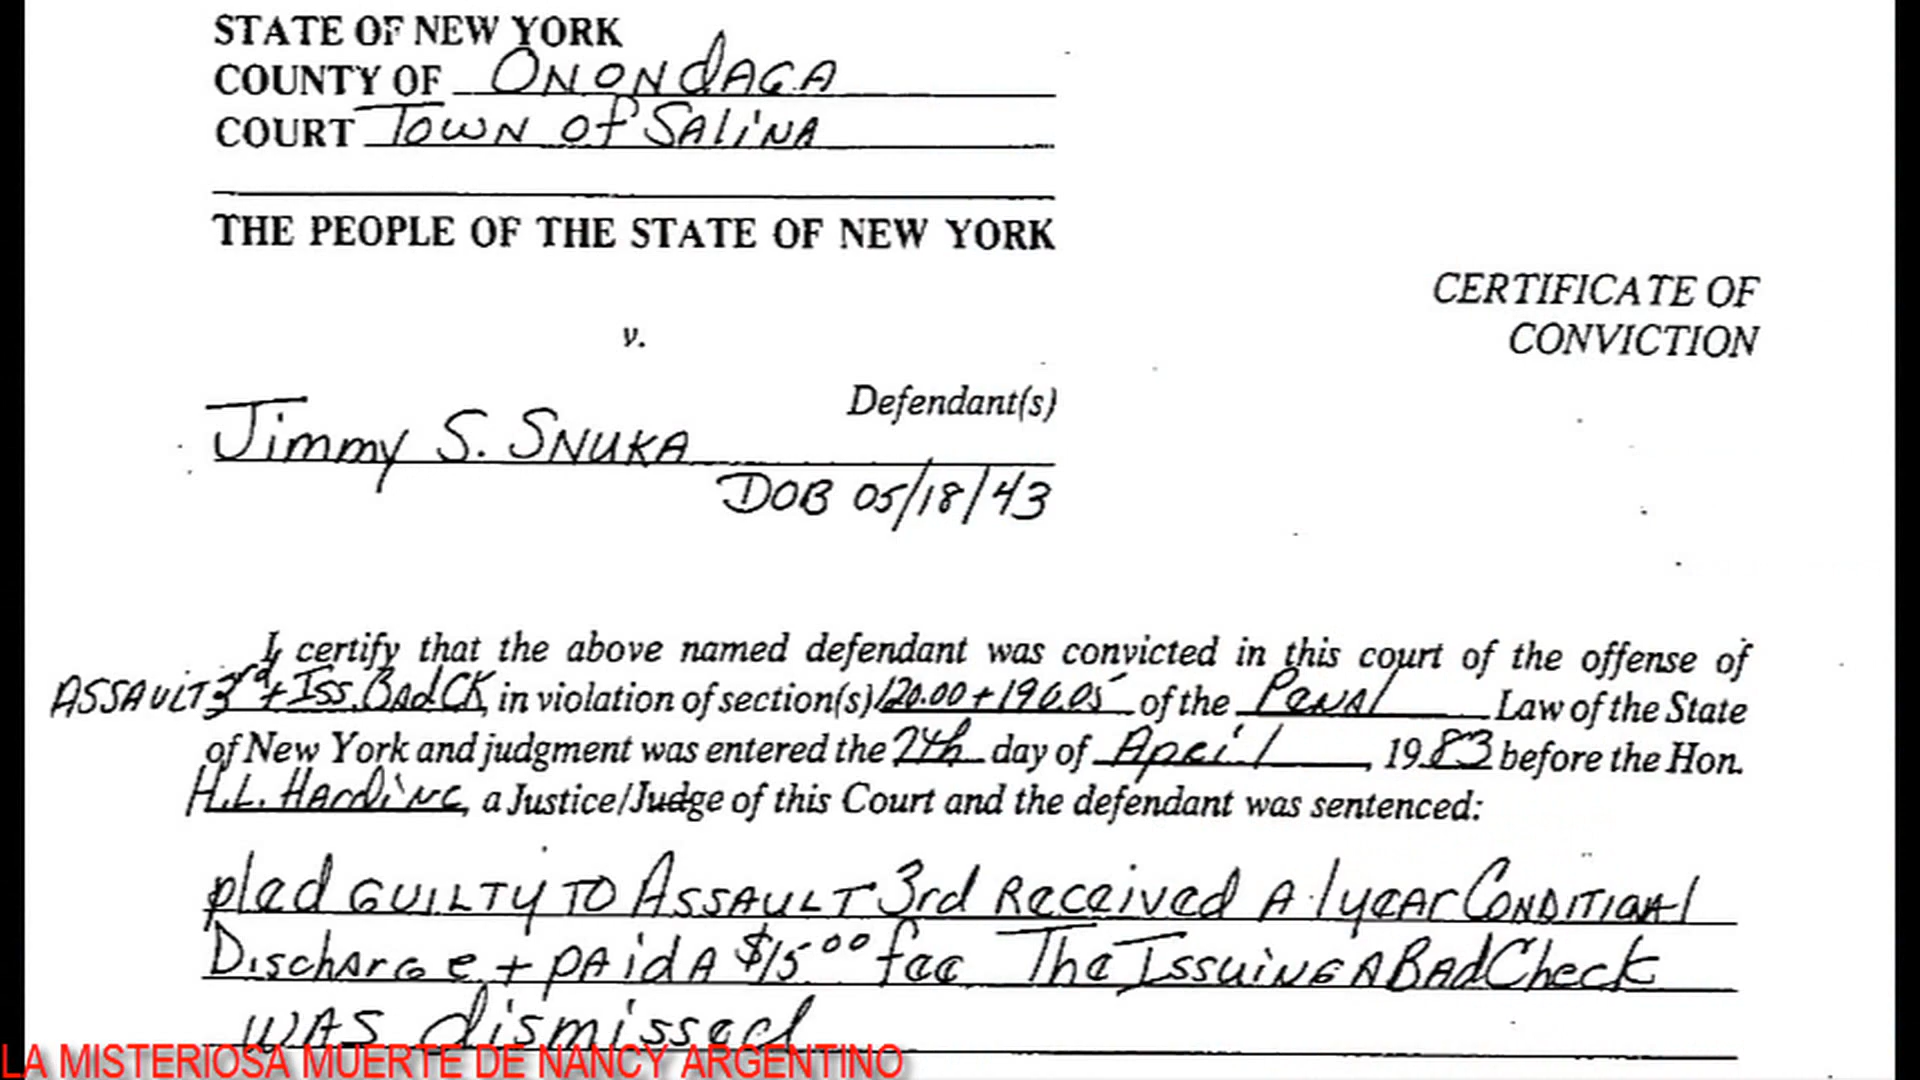 STATE OF NEW YORK
COUNTY OF ONONdAGA
COURT TOWN of SALiNA
THE PEOPLE OF THE STATE OF NEW YORK
CERTIFICATE OF
CONVICTION
v.
Defendant(s)
Jimmy S. SNUKA
DOB 05/18/43
I certify that the above named defendant was convicted in this court of the offense of
ASSAULT 3rd + Iss. BAd CK, in violation of section(s) 120.00 + 190.05 of the PeNAl Law of the State
of New York and judgment was entered the 7th day of April, 1983 before the Hon.
H.L. HARdiNG, a Justice/Judge of this Court and the defendant was sentenced:
pled GUILTY TO ASSAULT 3rd ReceiVed A 1 yeAR CONDITIONAl
DischARGe + pAid A $15.00 fee The IssuiNG A BAd Check
WAS dismissed
LA MISTERIOSA MUERTE DE NANCY ARGENTINO